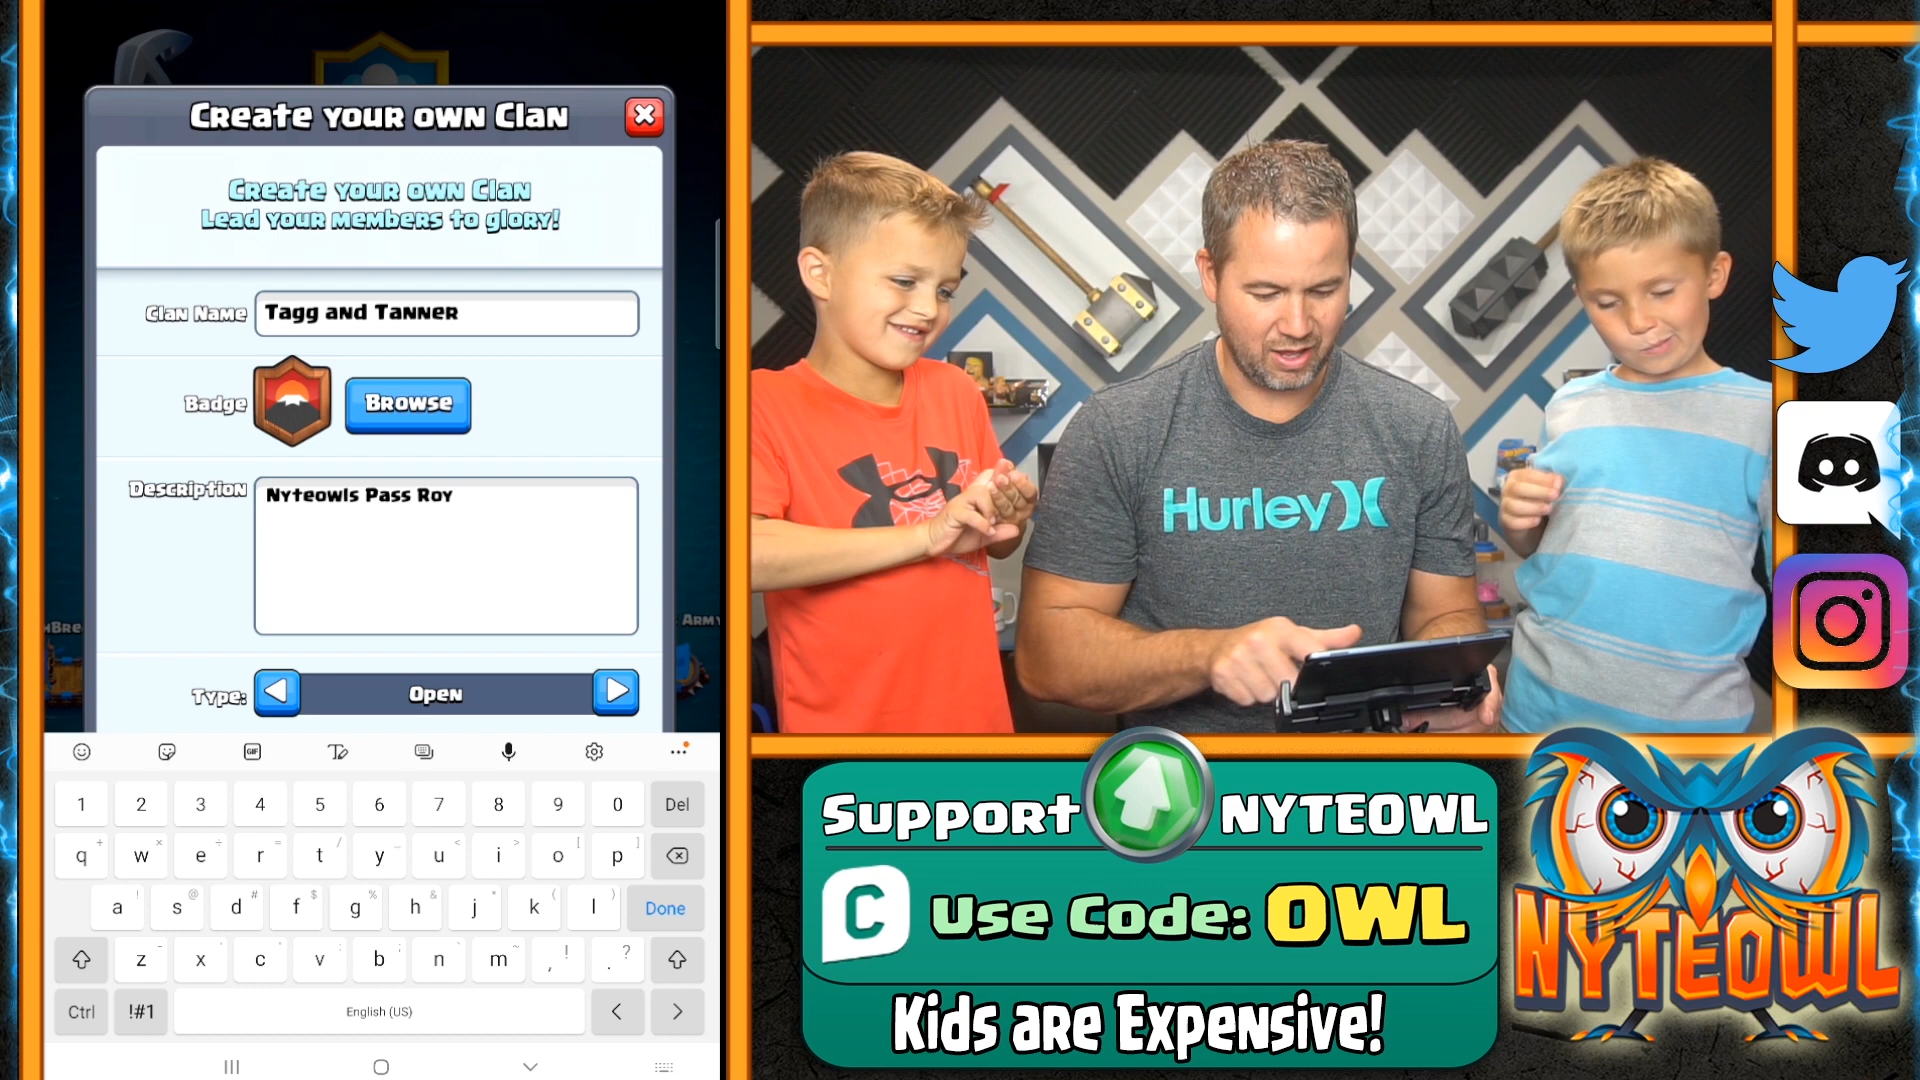 Create your own Clan
Create your own Clan
Lead your members to glory!
Clan Name
Tagg and Tanner
Badge
Browse
Description
Nyteowls Pass Roy
Type:
Open
GIF
1 2 3 4 5 6 7 8 9 0 Del
q w e r t y u i o p
a s d f g h j k l Done
z x c v b n m , ! . ?
Ctrl !#1 English (US) < >
Army
Hurley
Support NYTEOWL
C Use Code: OWL
Kids are Expensive!
NYTEOWL